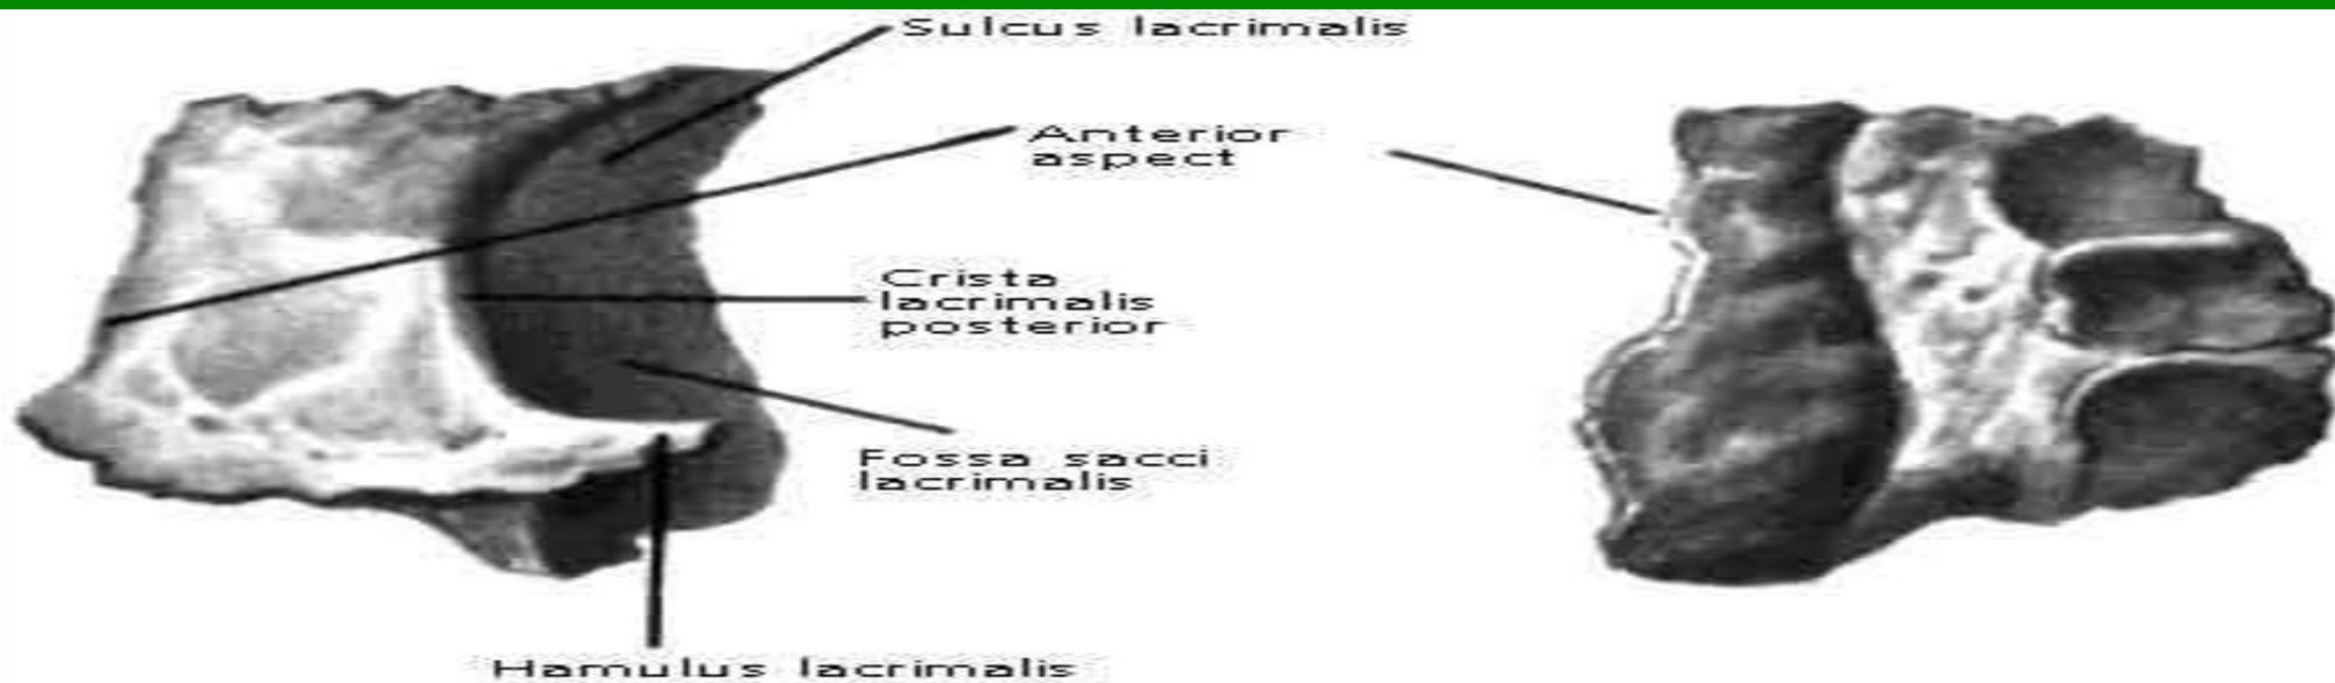 Sulcus lacrimalis
Anterior
aspect
Crista
lacrimalis
posterior
Fossa sacci
lacrimalis
Hamulus lacrimalis